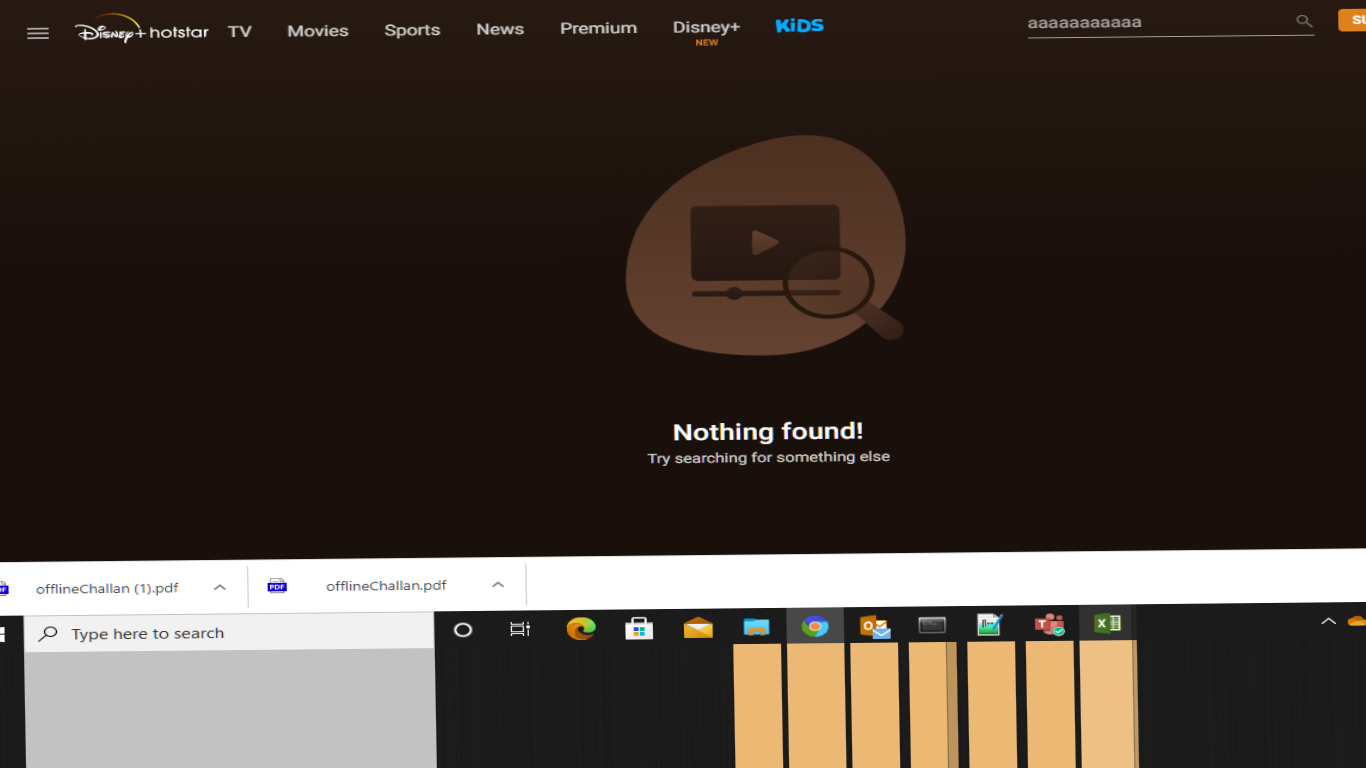 Disney+ hotstar TV Movies Sports News Premium Disney+ KiDS aaaaaaaaaaa
NEW
Nothing found!
Try searching for something else
offlineChallan (1).pdf PDF offlineChallan.pdf
Type here to search